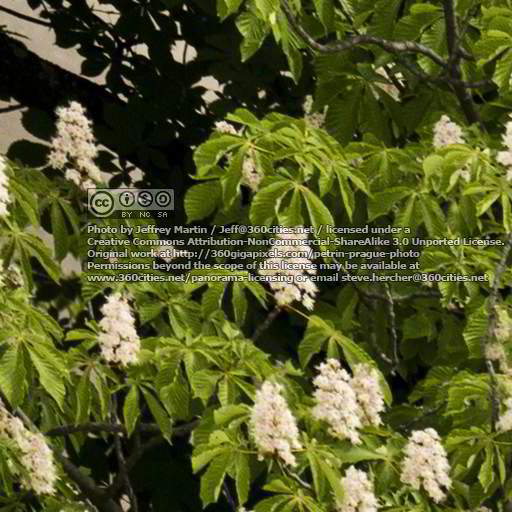 cc
BY NC SA
Photo by Jeffrey Martin / Jeff@360cities.net / licensed under a
Creative Commons Attribution-NonCommercial-ShareAlike 3.0 Unported License.
Original work at http://360gigapixels.com/petrin-prague-photo
Permissions beyond the scope of this license may be available at
www.360cities.net/panorama-licensing or email steve.hercher@360cities.net